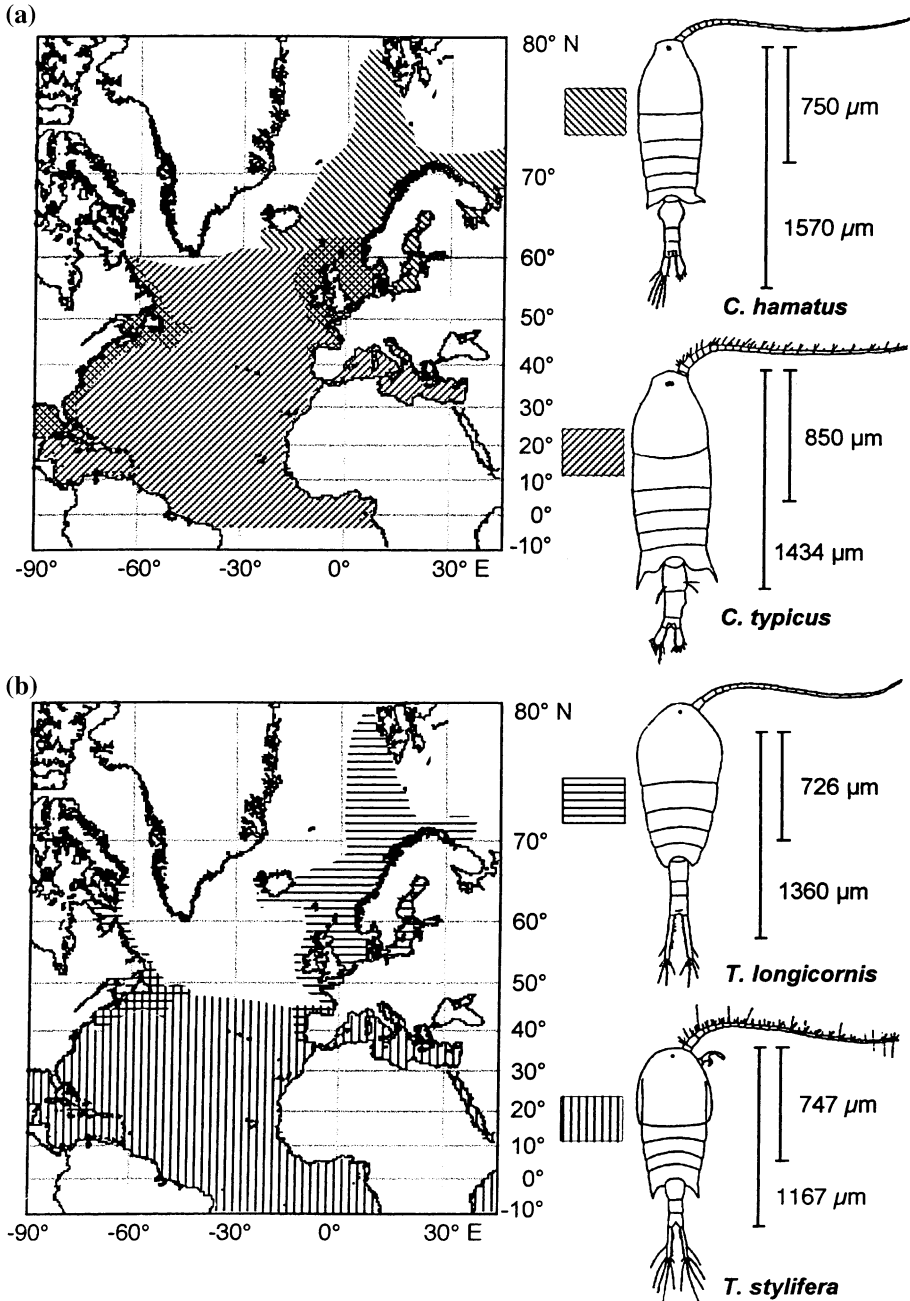 (a)
80° N
70°
60°
50°
40°
30°
20°
10°
0°
-10°
-90°
-60°
-30°
0°
30° E
750 µm
1570 µm
C. hamatus
850 µm
1434 µm
C. typicus
(b)
80° N
70°
60°
50°
40°
30°
20°
10°
0°
-10°
-90°
-60°
-30°
0°
30° E
726 µm
1360 µm
T. longicornis
747 µm
1167 µm
T. stylifera